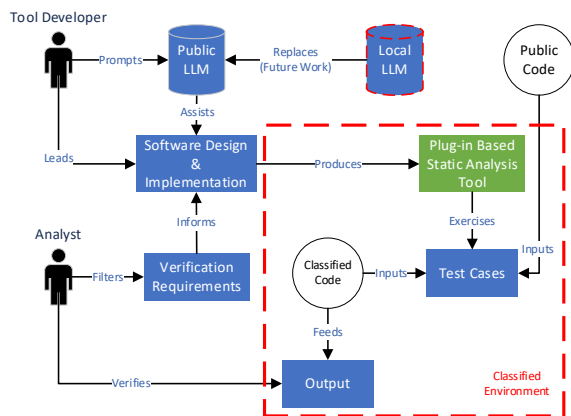 Tool Developer
Prompts
Public
LLM
Replaces
(Future Work)
Local
LLM
Public
Code
Assists
Leads
Software Design
&
Implementation
Produces
Plug-in Based
Static Analysis
Tool
Informs
Exercises
Analyst
Filters
Verification
Requirements
Classified
Code
Inputs
Test Cases
Inputs
Feeds
Verifies
Output
Classified
Environment